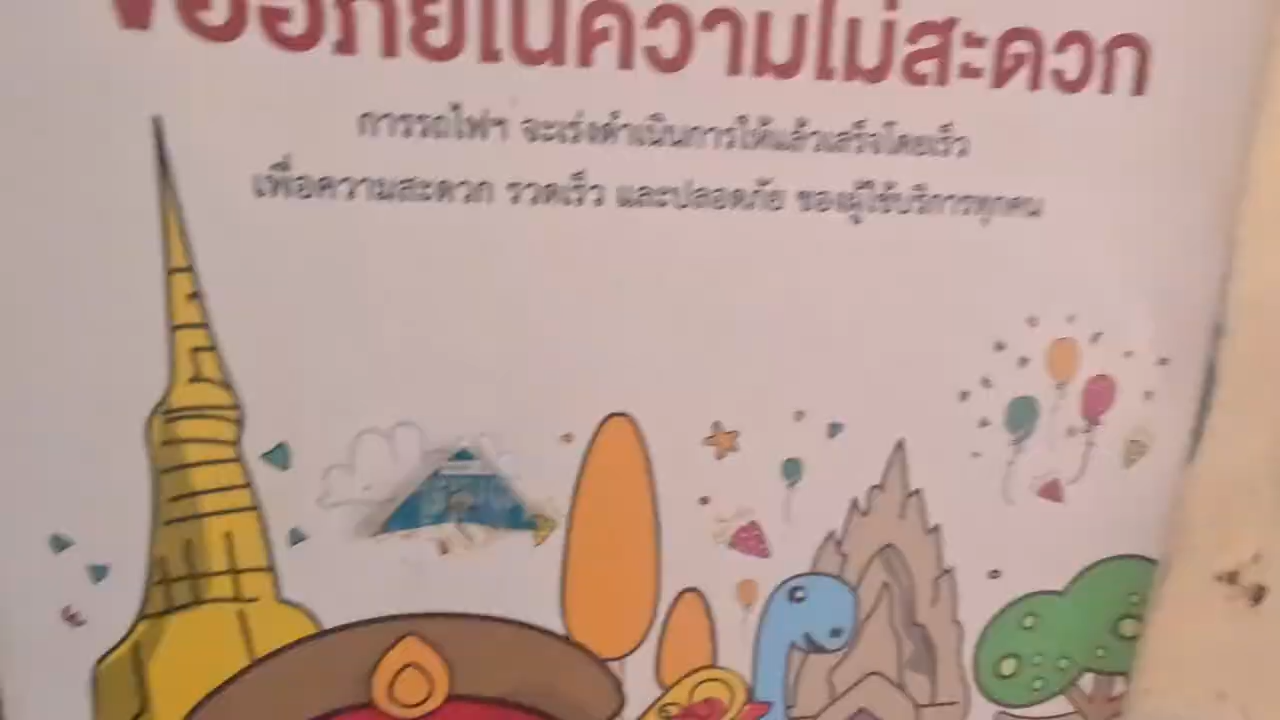 ขออภัยในความไม่สะดวก
การรถไฟฯ จะเร่งดำเนินการให้แล้วเสร็จโดยเร็ว
เพื่อความสะดวก รวดเร็ว และปลอดภัย ของผู้ใช้บริการทุกคน